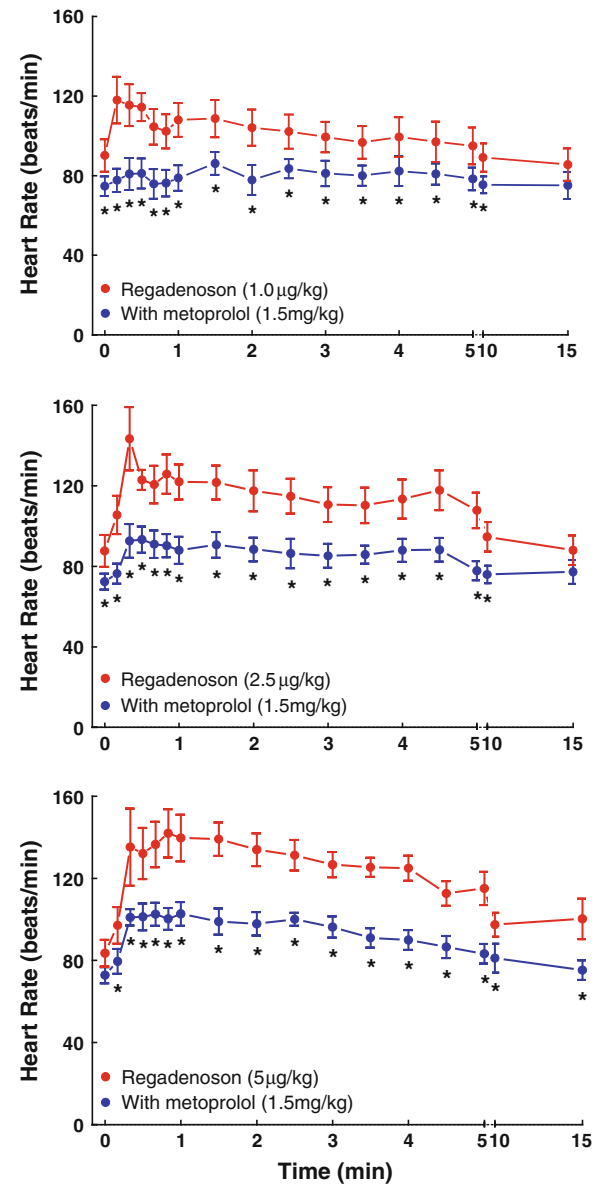 160
120
80
40
0
Heart Rate (beats/min)
* * * * * * * * * * * * * * * * *
Regadenoson (1.0 µg/kg)
With metoprolol (1.5mg/kg)
0 1 2 3 4 5 10 15
160
120
80
40
0
Heart Rate (beats/min)
* * * * * * * * * * * * * * * * *
Regadenoson (2.5 µg/kg)
With metoprolol (1.5mg/kg)
0 1 2 3 4 5 10 15
160
120
80
40
0
Heart Rate (beats/min)
* * * * * * * * * * * * * * * * *
Regadenoson (5µg/kg)
With metoprolol (1.5mg/kg)
0 1 2 3 4 5 10 15
Time (min)